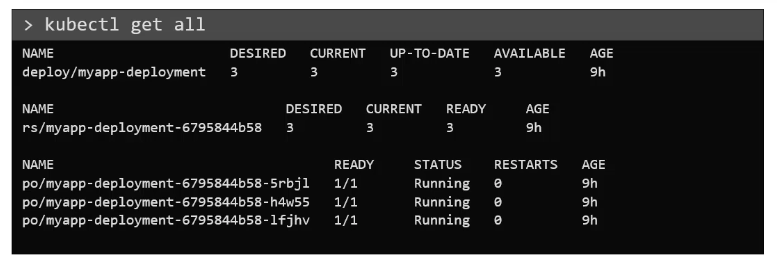 > kubectl get all
NAME DESIRED CURRENT UP-TO-DATE AVAILABLE AGE
deploy/myapp-deployment 3 3 3 3 9h
NAME DESIRED CURRENT READY AGE
rs/myapp-deployment-6795844b58 3 3 3 9h
NAME READY STATUS RESTARTS AGE
po/myapp-deployment-6795844b58-5rbjl 1/1 Running 0 9h
po/myapp-deployment-6795844b58-h4w55 1/1 Running 0 9h
po/myapp-deployment-6795844b58-lfjhv 1/1 Running 0 9h